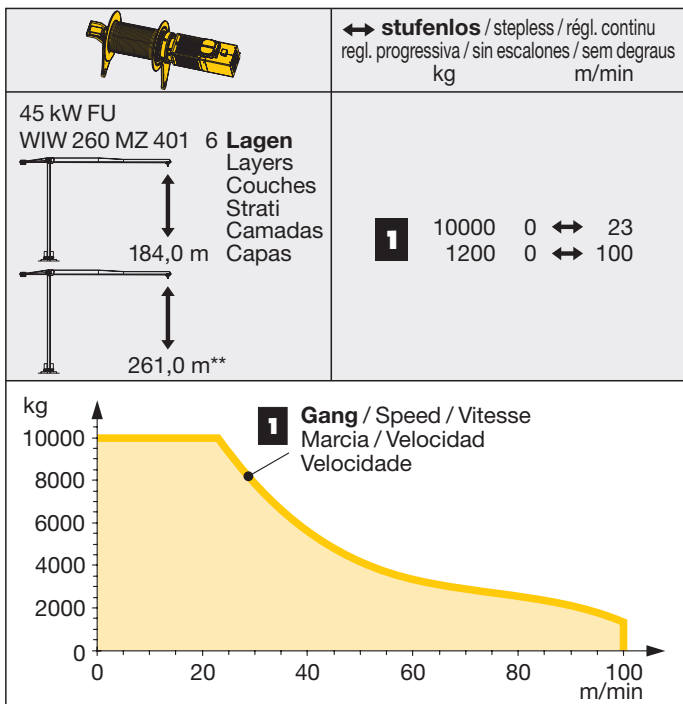 ↔ stufenlos / stepless / régl. continu
regl. progressiva / sin escalones / sem degraus
kg m/min
45 kW FU
WIW 260 MZ 401 6 Lagen
Layers
Couches
Strati
Camadas
184,0 m Capas
261,0 m**
1 10000 0 ↔ 23
1200 0 ↔ 100
kg
10000
8000
6000
4000
2000
0
1 Gang / Speed / Vitesse
Marcia / Velocidad
Velocidade
0 20 40 60 80 100
m/min